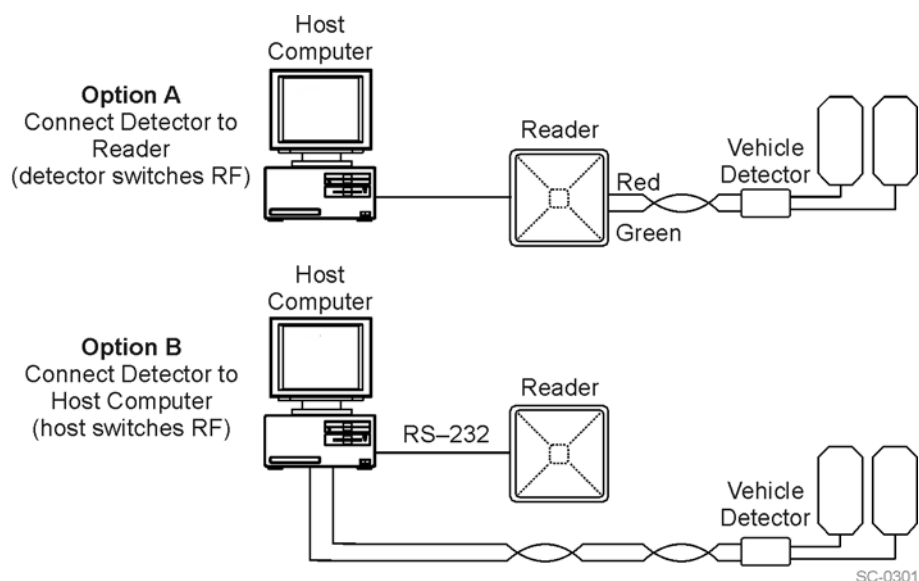 Host
Computer
Option A
Connect Detector to
Reader
(detector switches RF)
Reader
Red
Green
Vehicle
Detector
Host
Computer
Option B
Connect Detector to
Host Computer
(host switches RF)
RS–232
Reader
Vehicle
Detector
SC-0301